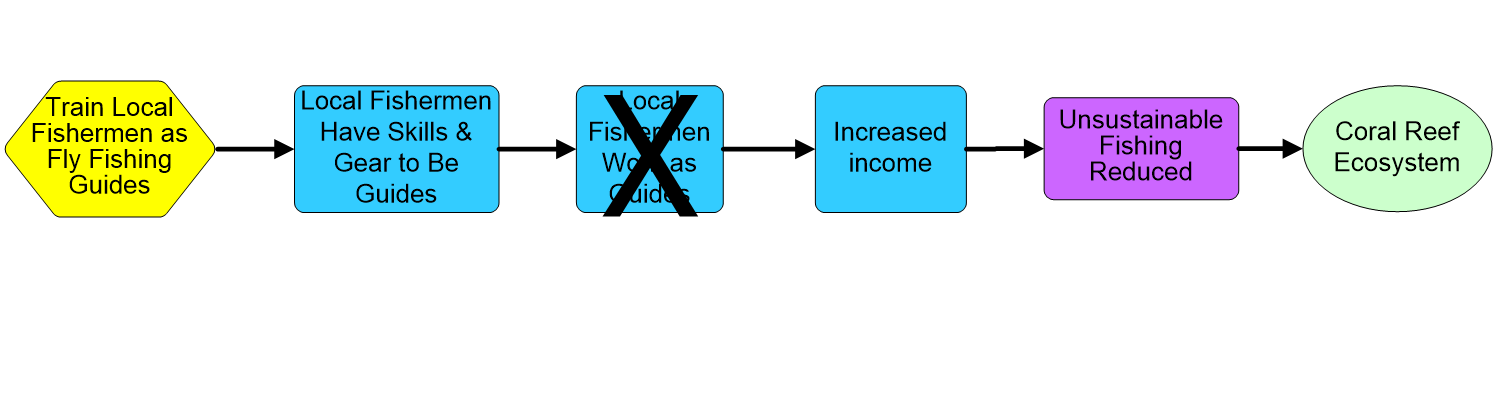 Train Local
Fishermen as
Fly Fishing
Guides
Local Fishermen
Have Skills &
Gear to Be
Guides
Local
Fishermen
Work as
Guides
X
Increased
income
Unsustainable
Fishing
Reduced
Coral Reef
Ecosystem